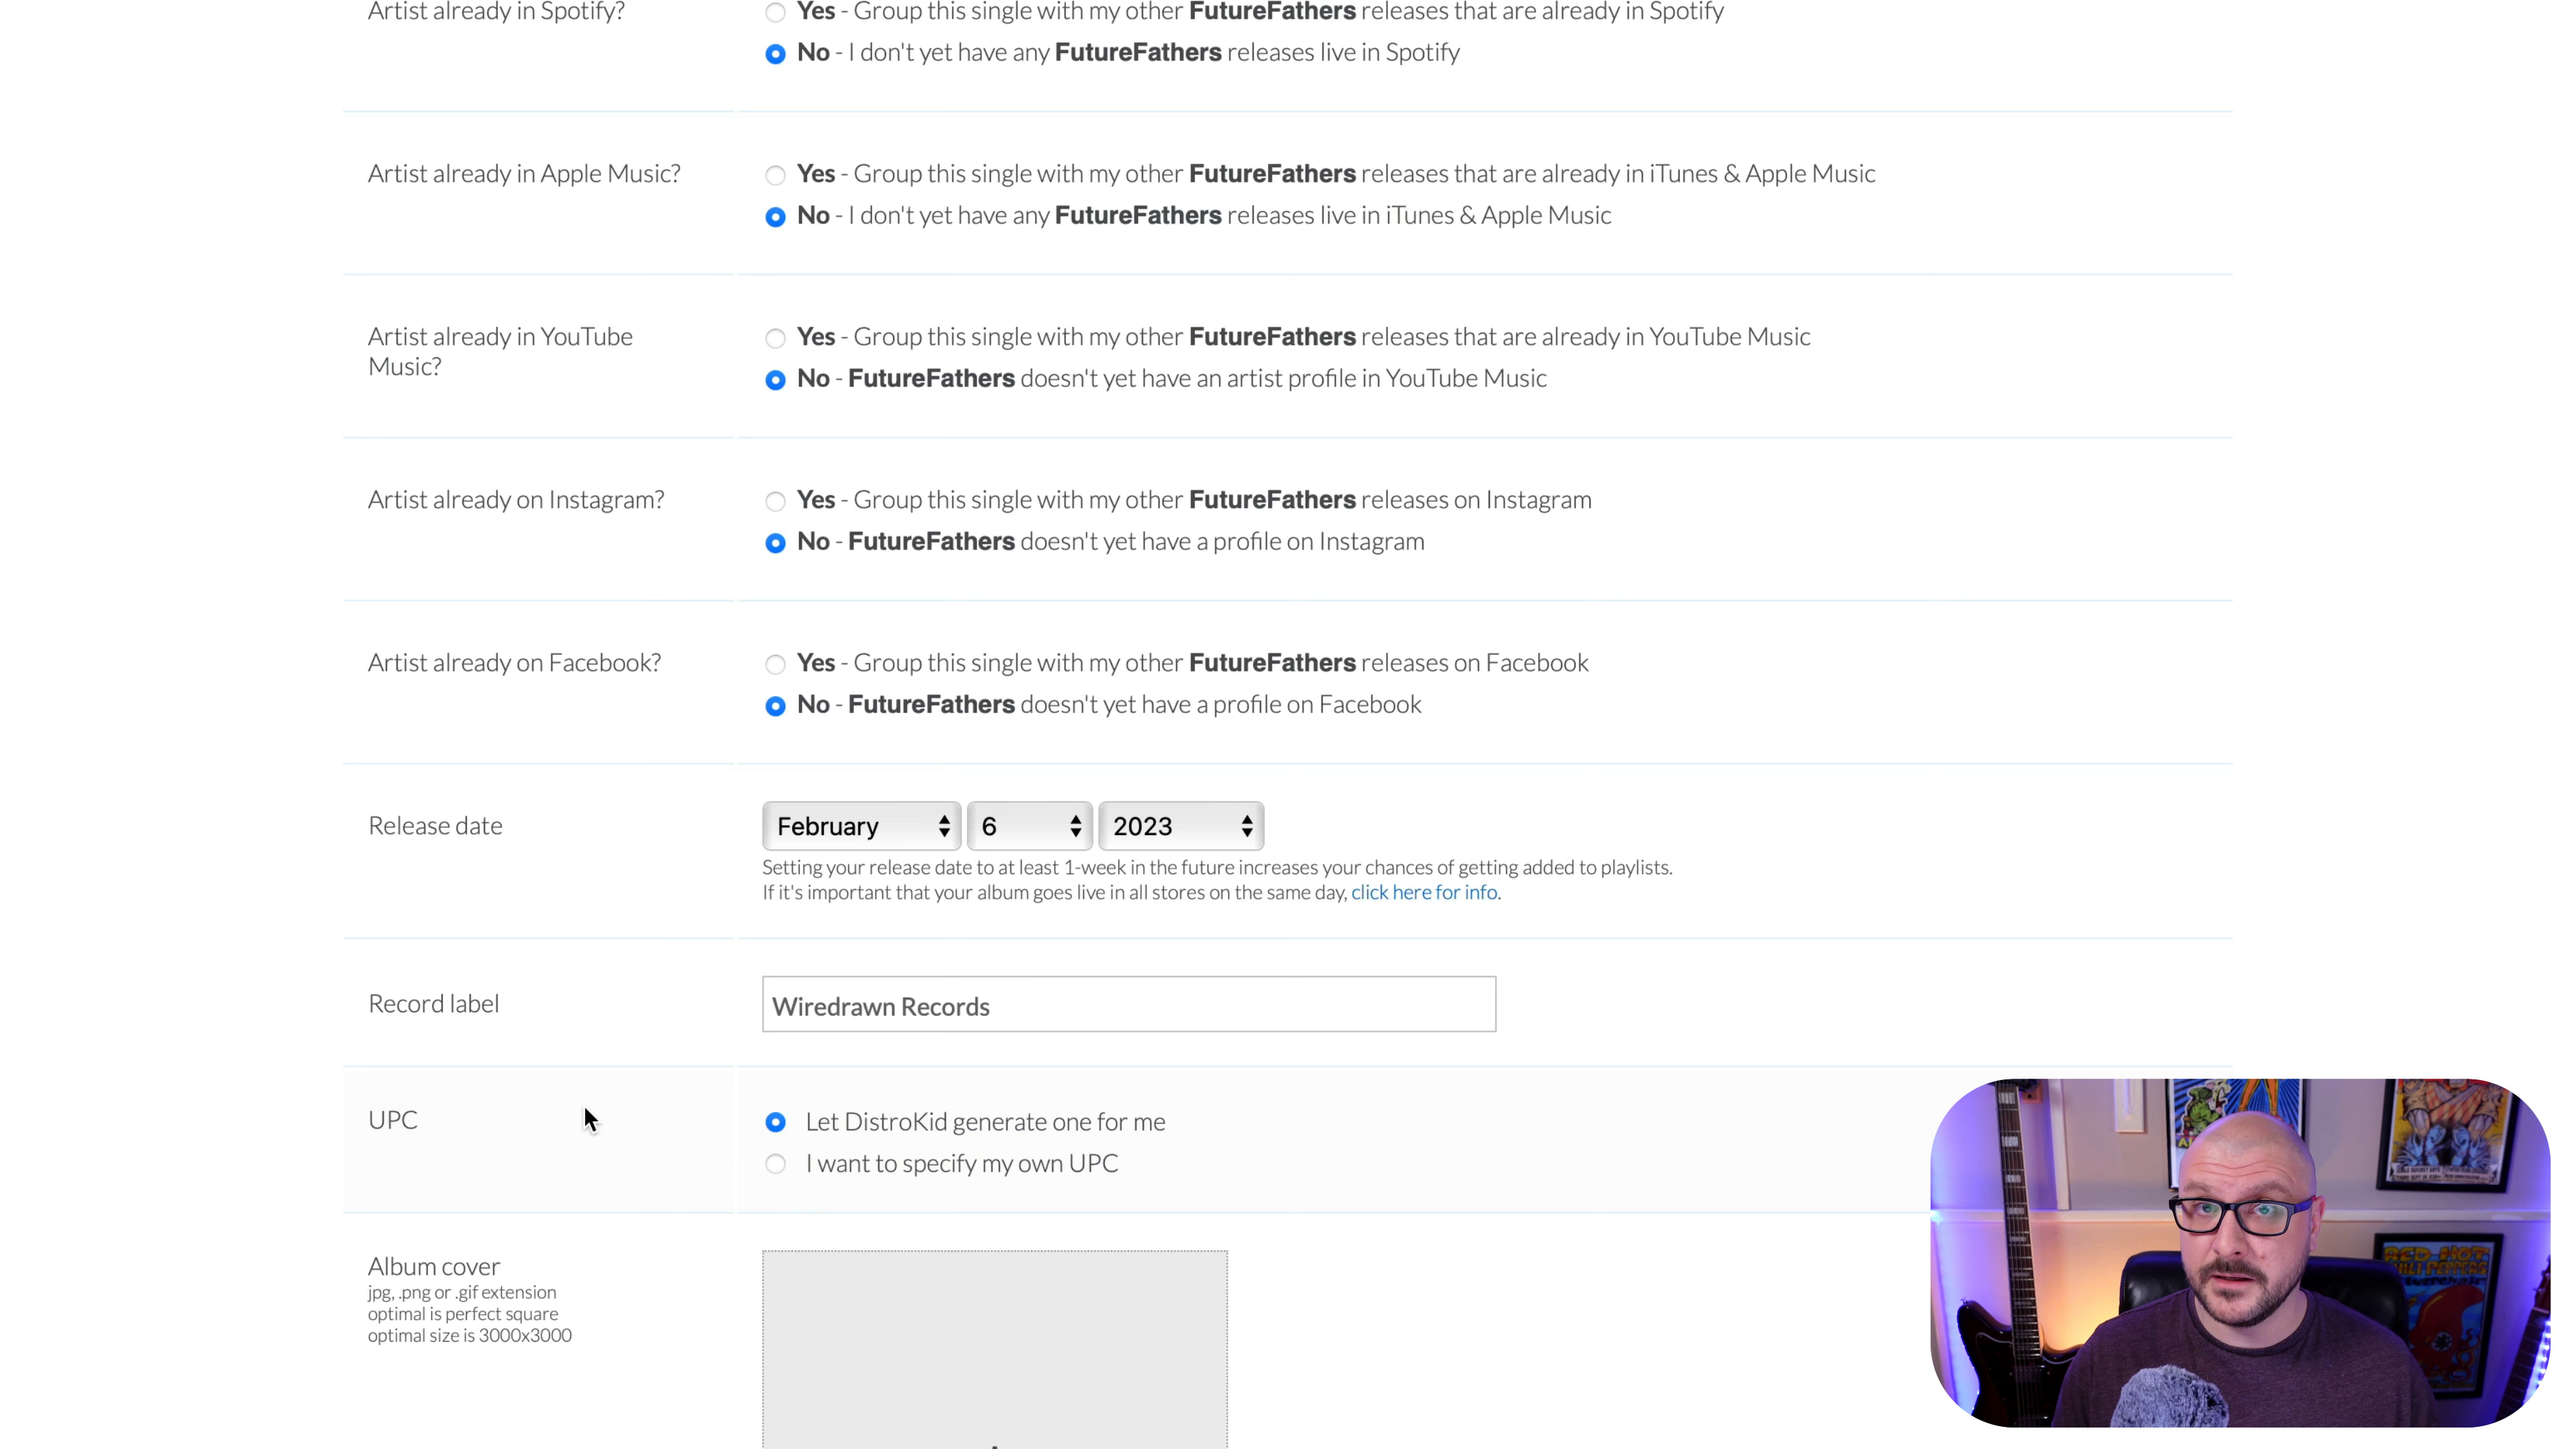 Artist already in Spotify?
Yes - Group this single with my other FutureFathers releases that are already in Spotify
No - I don't yet have any FutureFathers releases live in Spotify
Artist already in Apple Music?
Yes - Group this single with my other FutureFathers releases that are already in iTunes & Apple Music
No - I don't yet have any FutureFathers releases live in iTunes & Apple Music
Artist already in YouTube
Music?
Yes - Group this single with my other FutureFathers releases that are already in YouTube Music
No - FutureFathers doesn't yet have an artist profile in YouTube Music
Artist already on Instagram?
Yes - Group this single with my other FutureFathers releases on Instagram
No - FutureFathers doesn't yet have a profile on Instagram
Artist already on Facebook?
Yes - Group this single with my other FutureFathers releases on Facebook
No - FutureFathers doesn't yet have a profile on Facebook
Release date
February 6 2023
Setting your release date to at least 1-week in the future increases your chances of getting added to playlists.
If it's important that your album goes live in all stores on the same day, click here for info.
Record label
Wiredrawn Records
UPC
Let DistroKid generate one for me
I want to specify my own UPC
Album cover
jpg, .png or .gif extension
optimal is perfect square
optimal size is 3000x3000
RED HOT
CHILI PEPPERS